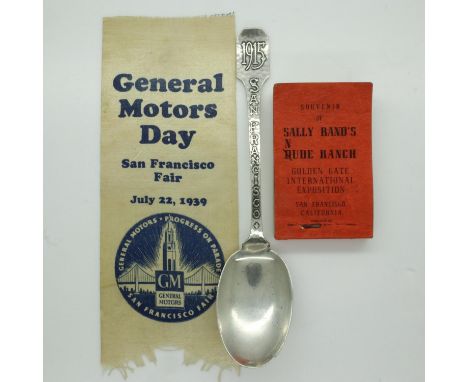 General
Motors
Day
San Francisco
Fair
July 22, 1939
GENERAL MOTORS · PROGRESS ON PARADE
GM
GENERAL
MOTORS
SAN FRANCISCO FAIR
1915
SAN FRANCISCO
SOUVENIR
OF
SALLY RAND'S
N
DUDE RANCH
GOLDEN GATE
INTERNATIONAL
EXPOSITION
SAN FRANCISCO,
CALIFORNIA